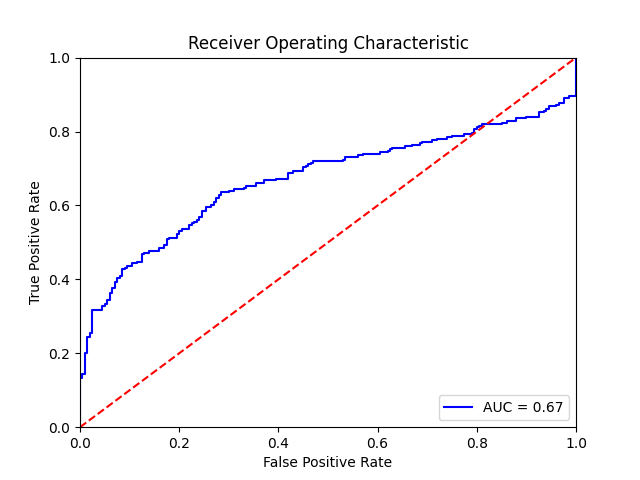 Receiver Operating Characteristic
1.0
0.8
0.6
0.4
0.2
0.0
True Positive Rate
AUC = 0.67
0.0 0.2 0.4 0.6 0.8 1.0
False Positive Rate